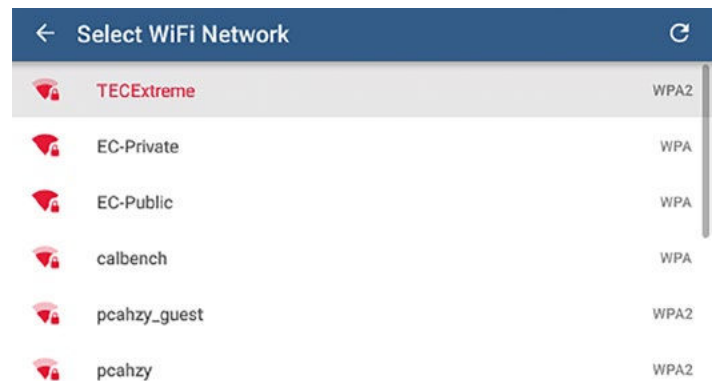 Select WiFi Network
TECExtreme WPA2
EC-Private WPA
EC-Public WPA
calbench WPA
pcahzy_guest WPA2
pcahzy WPA2